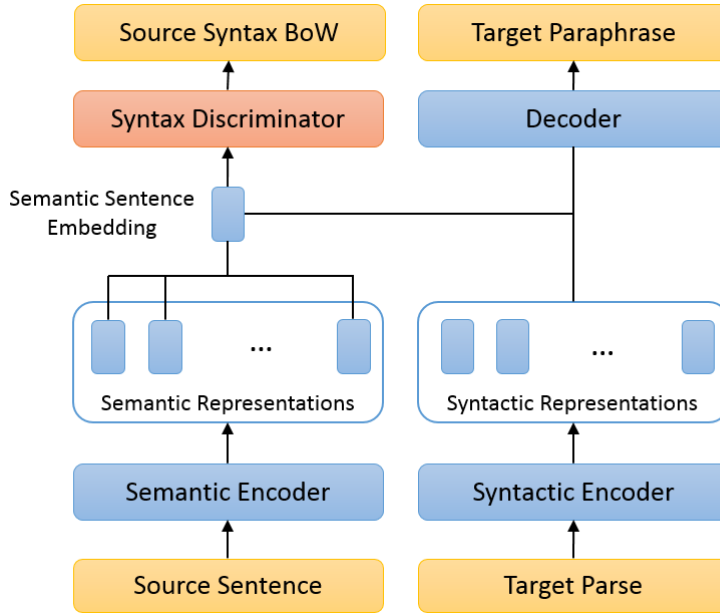 Source Syntax BoW
Target Paraphrase
Syntax Discriminator
Decoder
Semantic Sentence
Embedding
...
...
Semantic Representations
Syntactic Representations
Semantic Encoder
Syntactic Encoder
Source Sentence
Target Parse